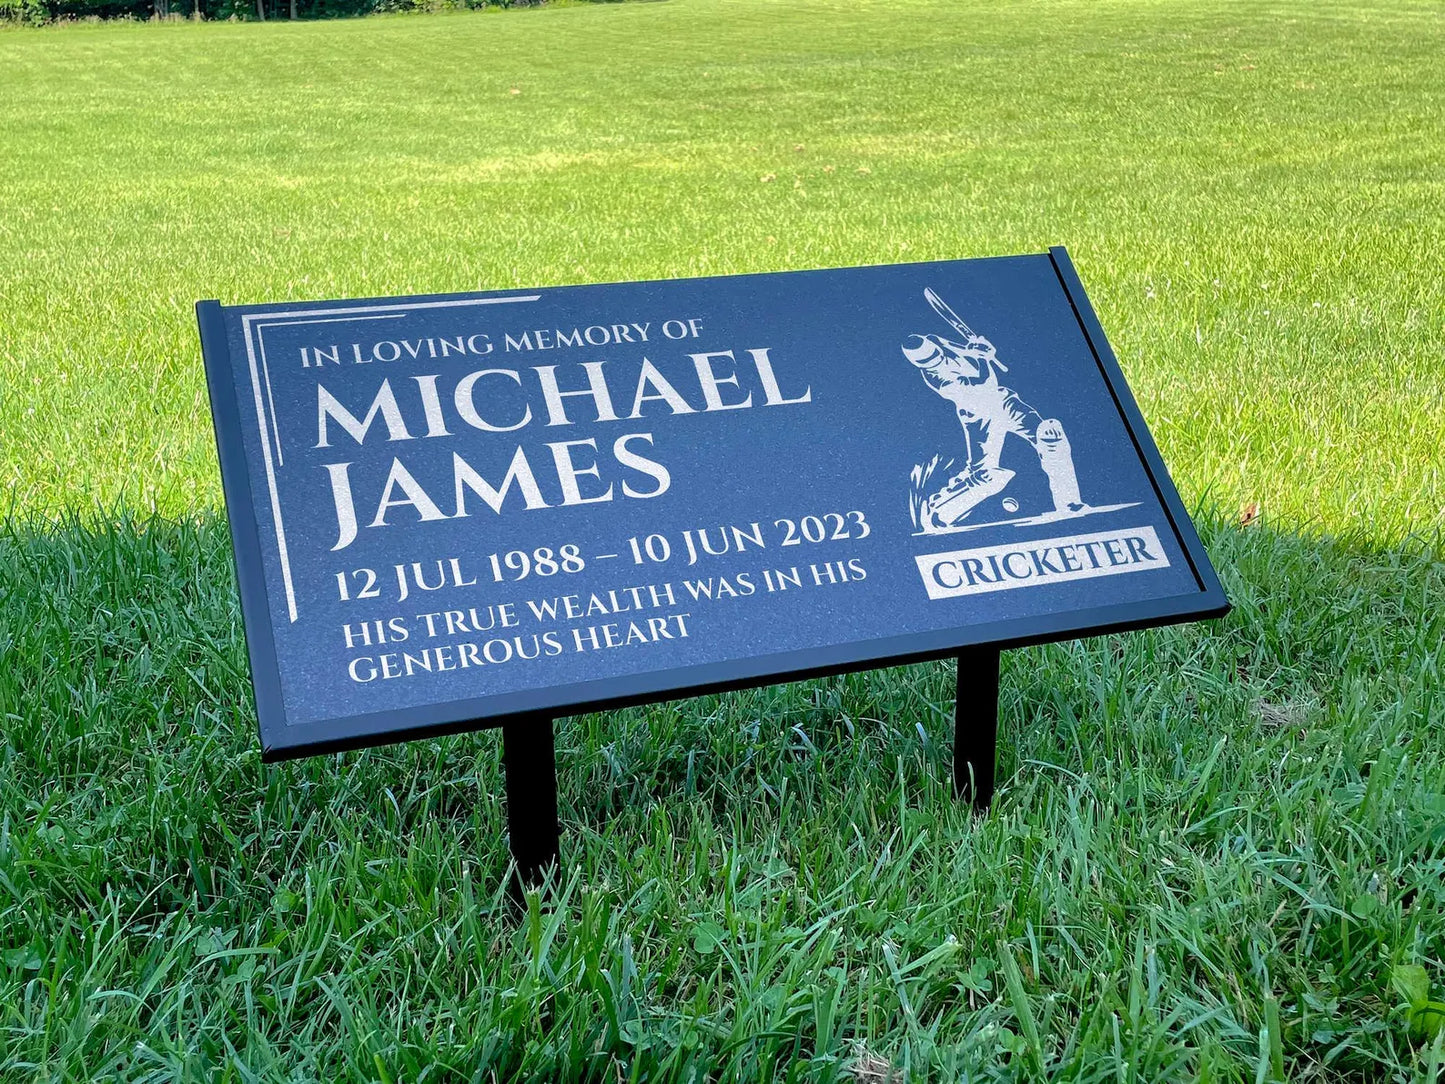 IN LOVING MEMORY OF
MICHAEL
JAMES
12 JUL 1988 – 10 JUN 2023
HIS TRUE WEALTH WAS IN HIS
GENEROUS HEART
CRICKETER